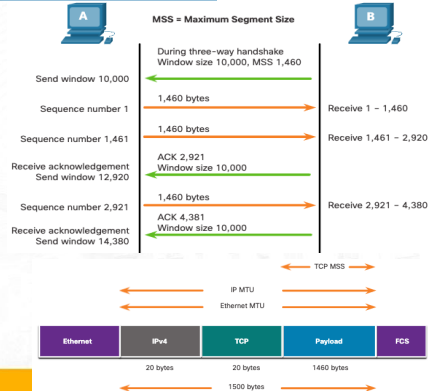 A
MSS = Maximum Segment Size
B
During three-way handshake
Window size 10,000, MSS 1,460
Send window 10,000
1,460 bytes
Sequence number 1
Receive 1 – 1,460
1,460 bytes
Sequence number 1,461
Receive 1,461 – 2,920
ACK 2,921
Window size 10,000
Receive acknowledgement
Send window 12,920
1,460 bytes
Sequence number 2,921
Receive 2,921 – 4,380
ACK 4,381
Window size 10,000
Receive acknowledgement
Send window 14,380
TCP MSS
IP MTU
Ethernet MTU
Ethernet
IPv4
TCP
Payload
FCS
20 bytes
20 bytes
1460 bytes
1500 bytes